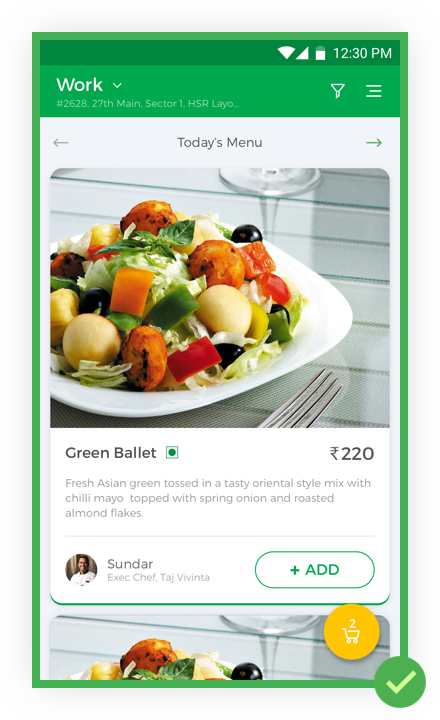 12:30 PM
Work
#2628, 27th Main, Sector 1, HSR Layo...
Today's Menu
Green Ballet ₹220
Fresh Asian green tossed in a tasty oriental style mix with
chilli mayo topped with spring onion and roasted
almond flakes.
Sundar
Exec Chef, Taj Vivinta
+ ADD
2